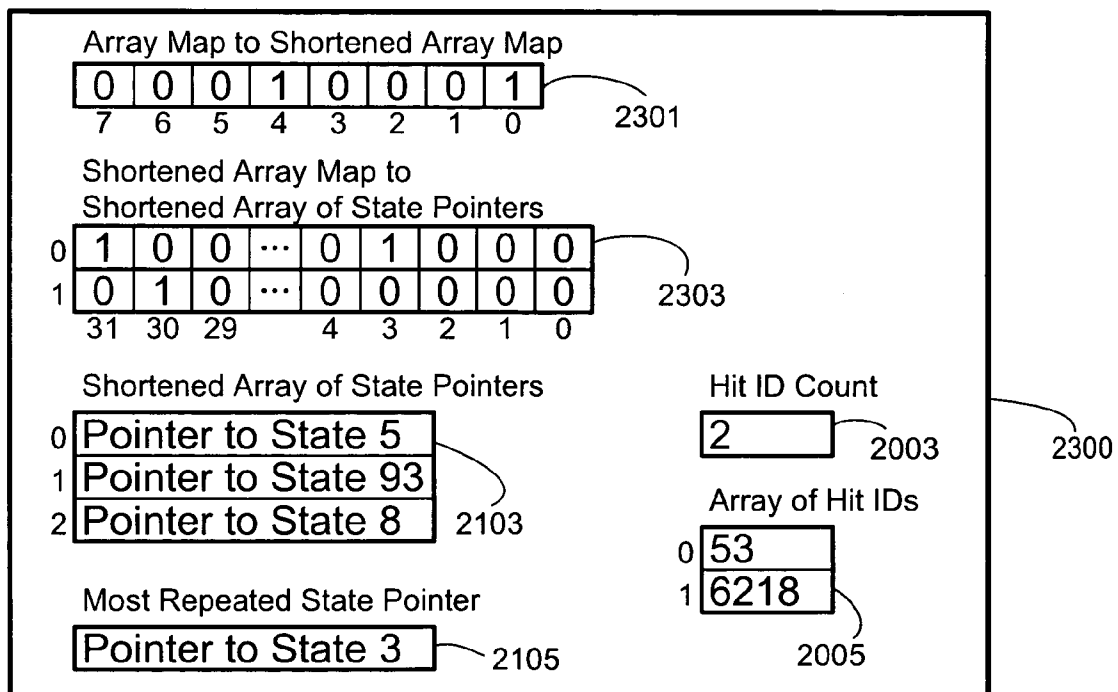 Array Map to Shortened Array Map
0 0 0 1 0 0 0 1
7 6 5 4 3 2 1 0
2301
Shortened Array Map to
Shortened Array of State Pointers
0 1 0 0 ... 0 1 0 0 0
1 0 1 0 ... 0 0 0 0 0
31 30 29 4 3 2 1 0
2303
Shortened Array of State Pointers
0 Pointer to State 5
1 Pointer to State 93
2 Pointer to State 8
2103
Hit ID Count
2
2003
2300
Array of Hit IDs
0 53
1 6218
2005
Most Repeated State Pointer
Pointer to State 3
2105